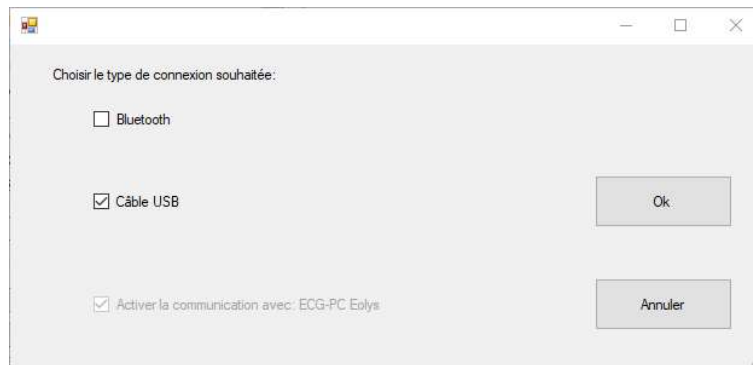 Choisir le type de connexion souhaitée:
Bluetooth
Câble USB
Ok
Activer la communication avec: ECG-PC Eolys
Annuler